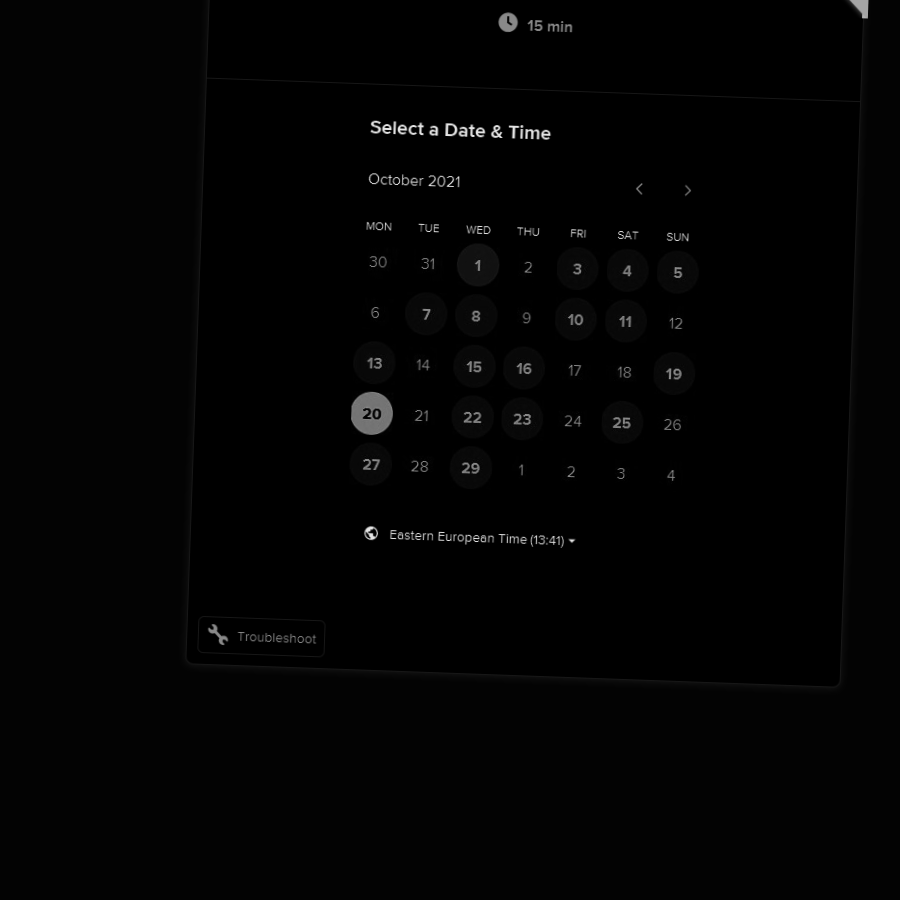 15 min
Select a Date & Time
October 2021
MON TUE WED THU FRI SAT SUN
30 31 1 2 3 4 5
6 7 8 9 10 11 12
13 14 15 16 17 18 19
20 21 22 23 24 25 26
27 28 29 1 2 3 4
Eastern European Time (13:41)
Troubleshoot